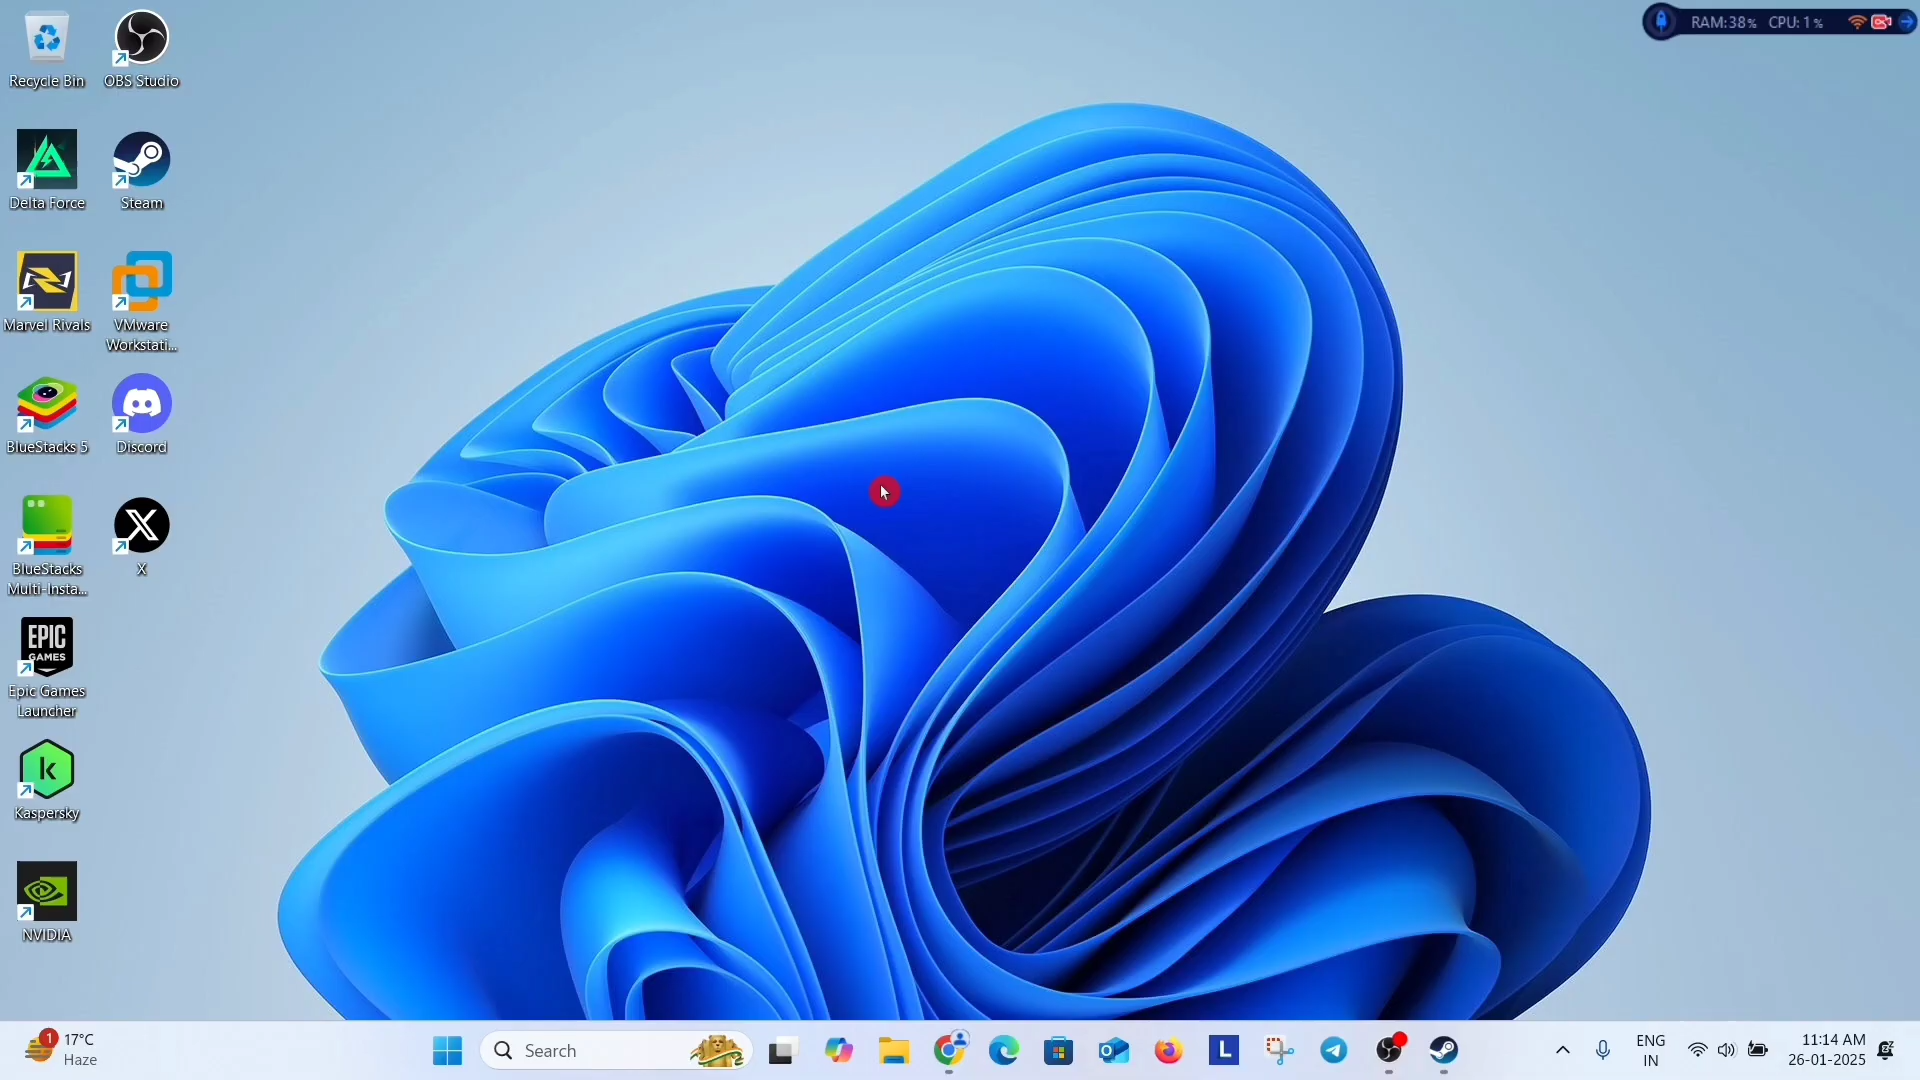 RAM:38% CPU: 1%
Recycle Bin
OBS Studio
Delta Force
Steam
Marvel Rivals
VMware
Workstati...
BlueStacks 5
Discord
BlueStacks
Multi-Insta...
X
EPIC
GAMES
Epic Games
Launcher
k
Kaspersky
NVIDIA
1
17°C
Haze
Search
L
ENG
IN
11:14 AM
26-01-2025